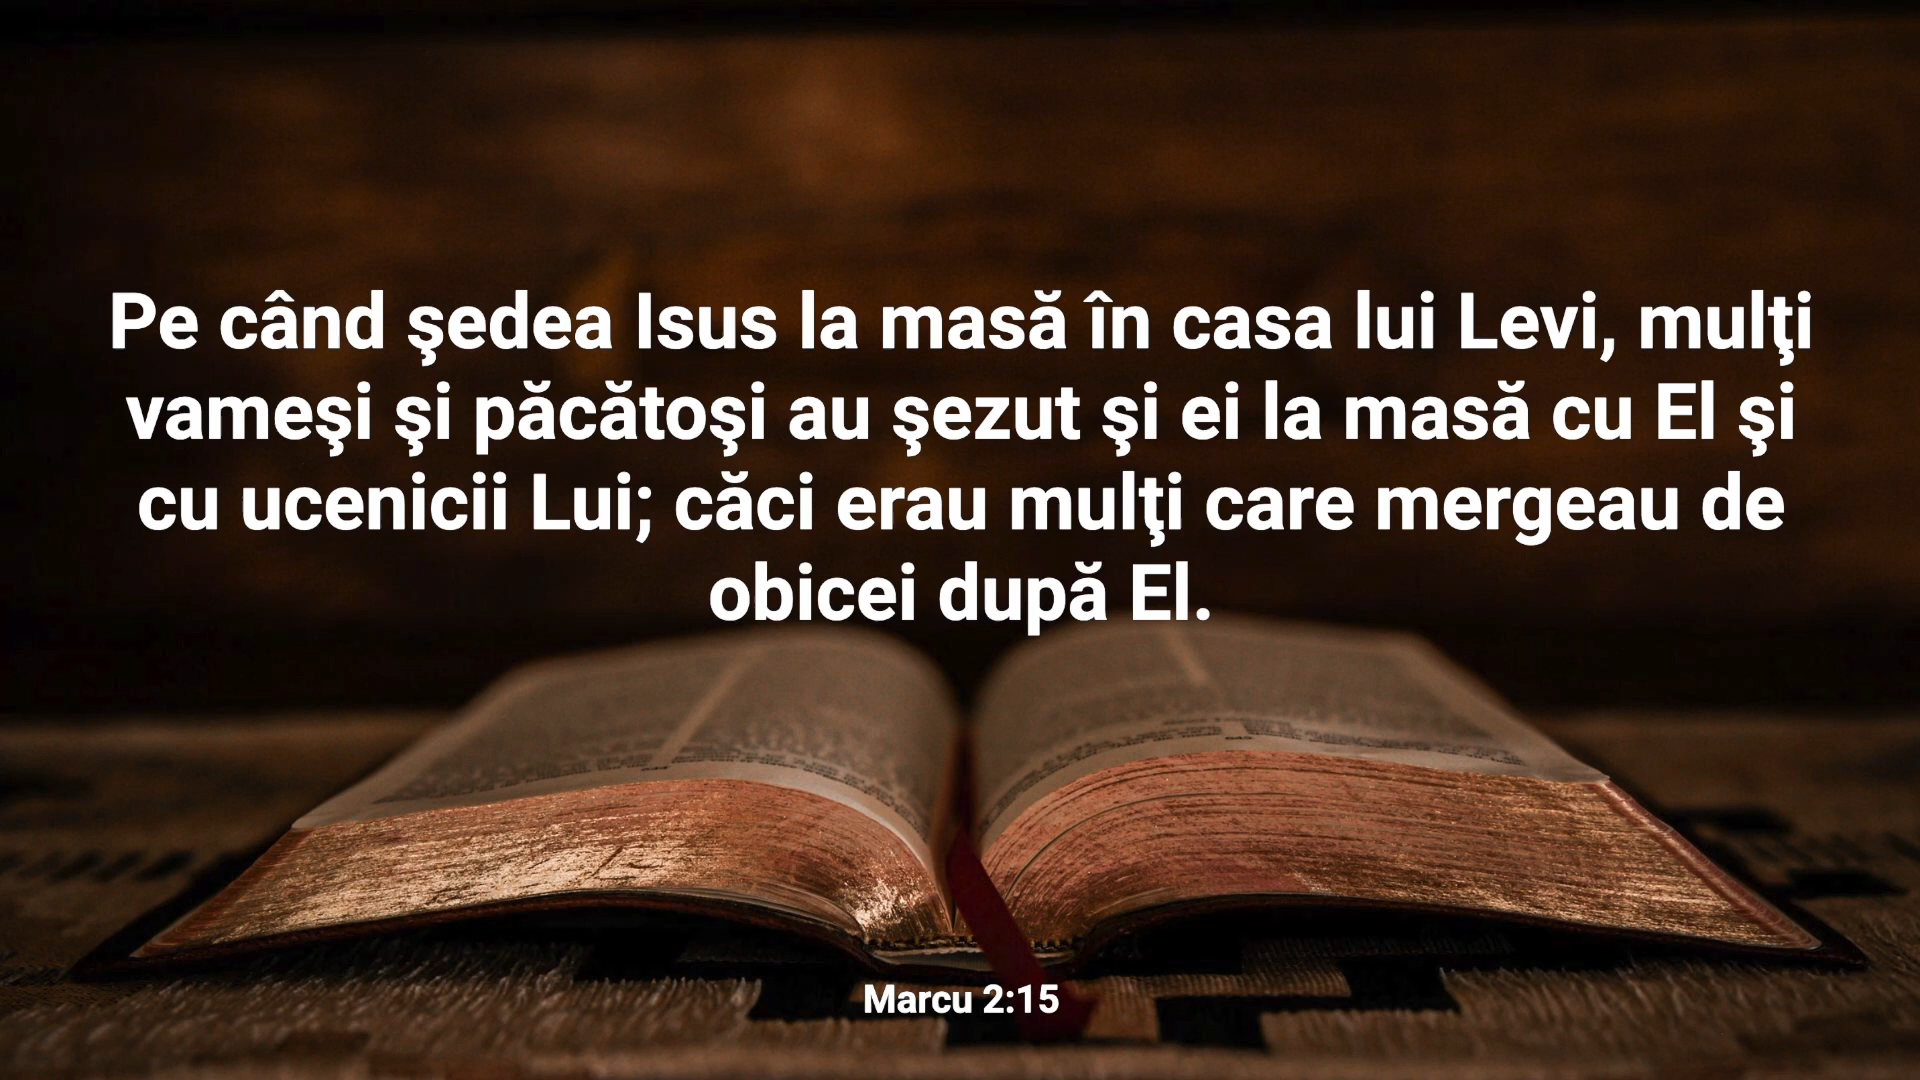 Pe când şedea Isus la masă în casa lui Levi, mulţi
vameşi şi păcătoşi au şezut şi ei la masă cu El şi
cu ucenicii Lui; căci erau mulţi care mergeau de
obicei după El.
Marcu 2:15